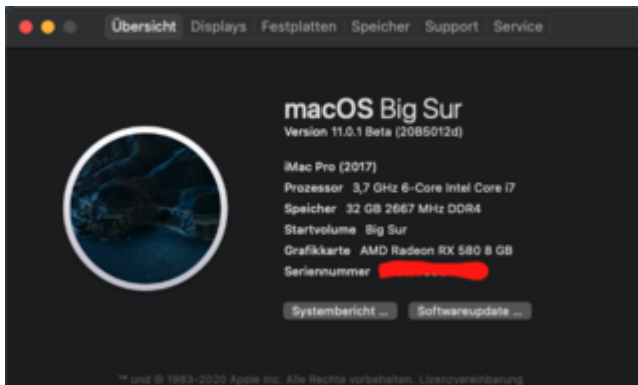 Übersicht Displays Festplatten Speicher Support Service
macOS Big Sur
Version 11.0.1 Beta (20B5012d)
iMac Pro (2017)
Prozessor 3,7 GHz 6-Core Intel Core i7
Speicher 32 GB 2667 MHz DDR4
Startvolume Big Sur
Grafikkarte AMD Radeon RX 580 8 GB
Seriennummer
Systembericht ... Softwareupdate ...
™ und © 1983-2020 Apple Inc. Alle Rechte vorbehalten. Lizenzvereinbarung